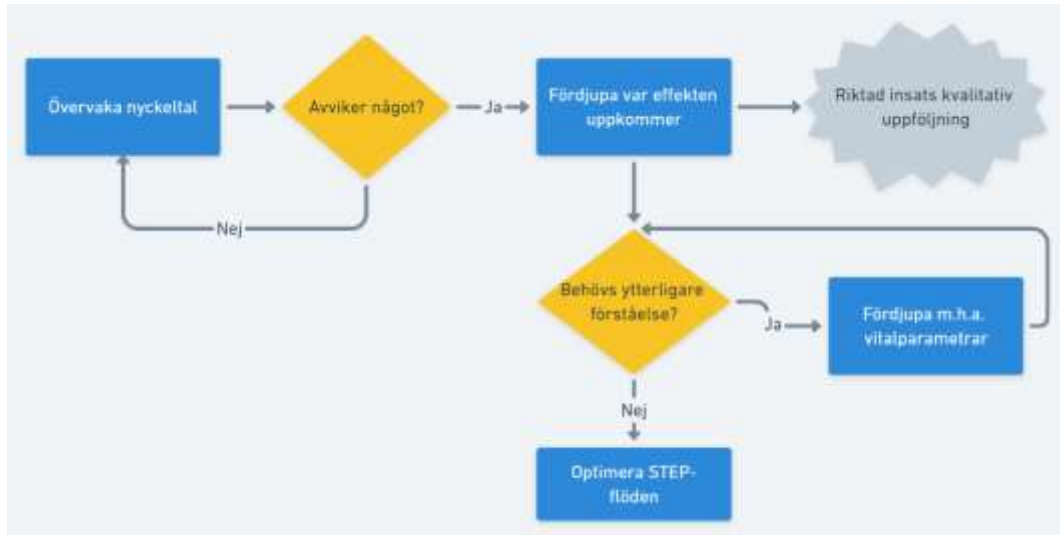 Övervaka nyckeltal
Avviker något?
Ja
Fördjupa var effekten
uppkommer
Riktad insats kvalitativ
uppföljning
Nej
Behövs ytterligare
förståelse?
Ja
Fördjupa m.h.a.
vitalparametrar
Nej
Optimera STEP-
flöden